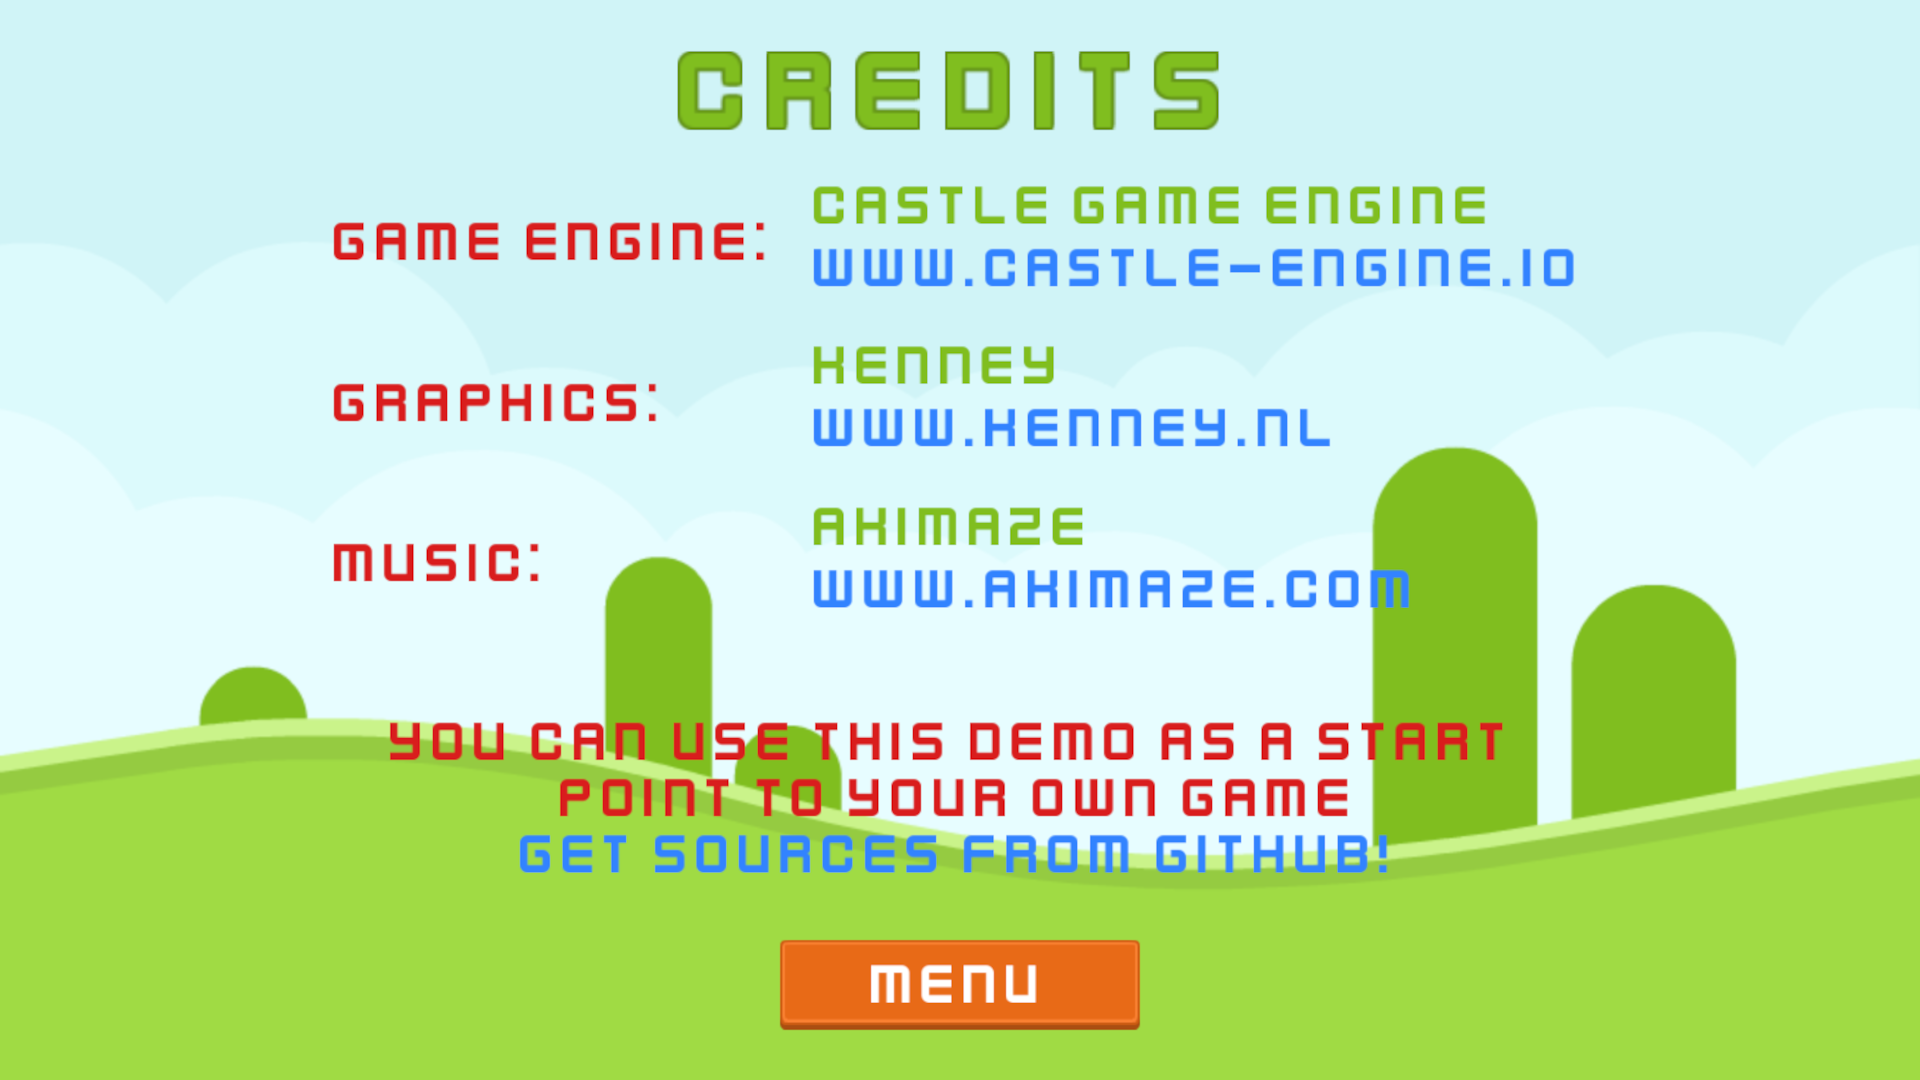 CREDITS
GAME ENGINE:
CASTLE GAME ENGINE
WWW.CASTLE-ENGINE.IO
GRAPHICS:
KENNEY
WWW.KENNEY.NL
MUSIC:
AKIMAZE
WWW.AKIMAZE.COM
YOU CAN USE THIS DEMO AS A START
POINT TO YOUR OWN GAME
GET SOURCES FROM GITHUB!
MENU